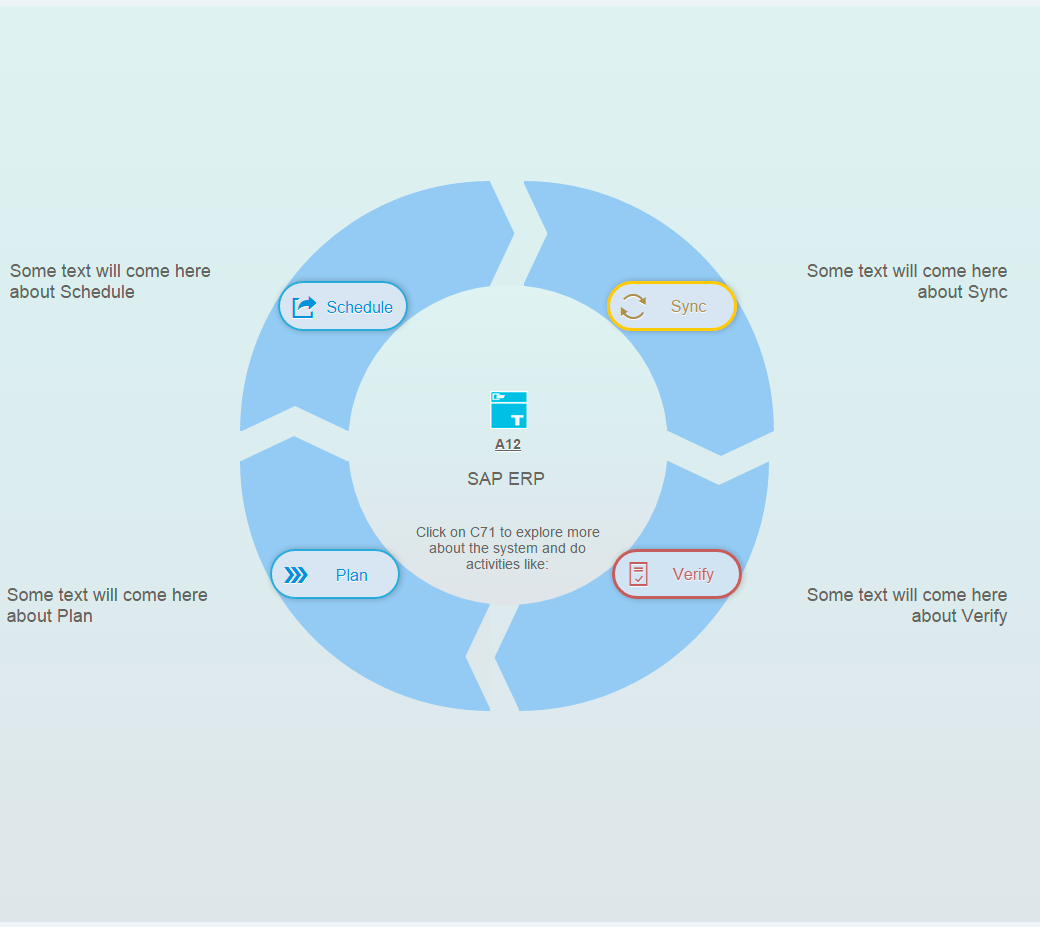 Some text will come here
about Schedule
Schedule
Some text will come here
about Sync
Sync
T
A12
SAP ERP
Click on C71 to explore more
about the system and do
activities like:
Plan
Some text will come here
about Plan
Verify
Some text will come here
about Verify